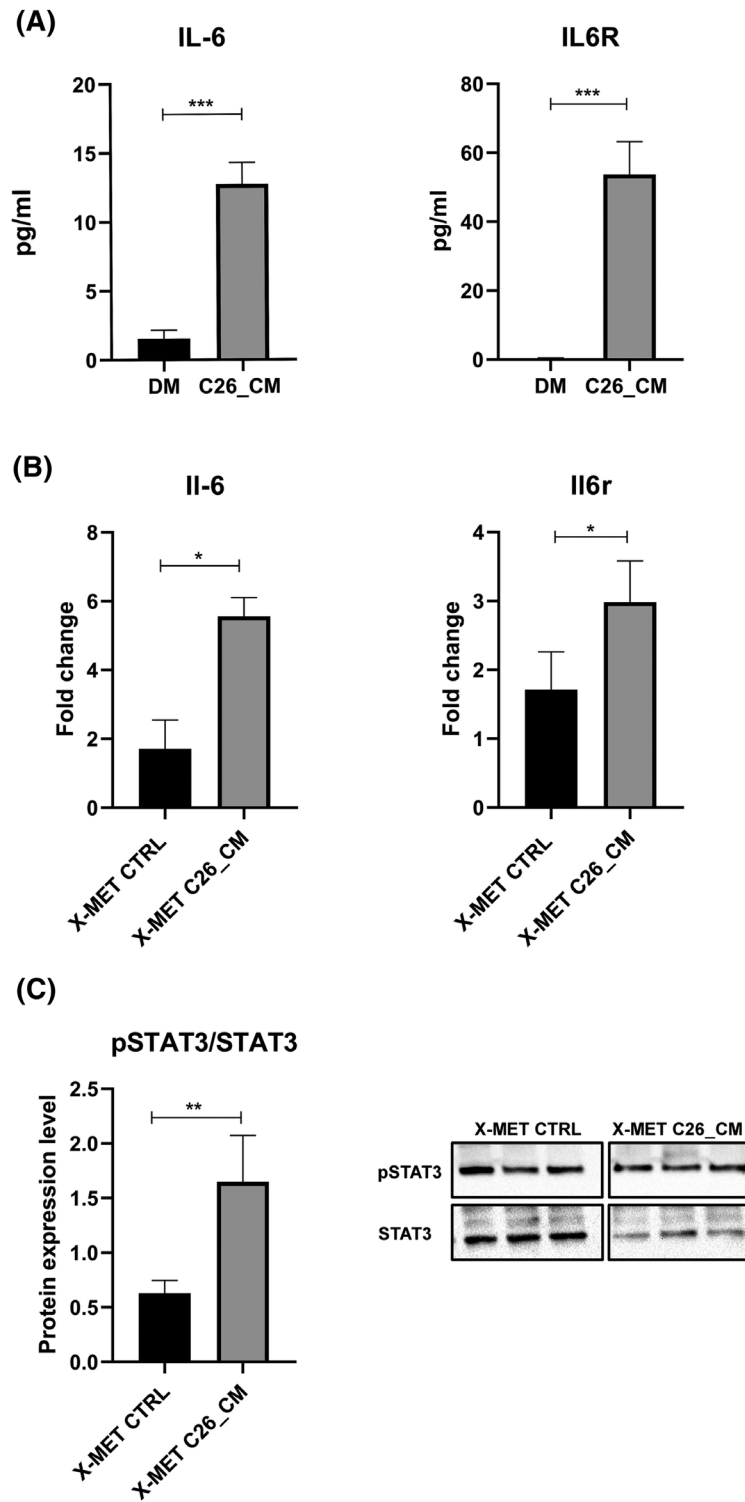 (A)
IL-6
IL6R
20
15
10
5
0
pg/ml
***
DM
C26_CM
80
60
40
20
0
pg/ml
***
DM
C26_CM
(B)
Il-6
Il6r
8
6
4
2
0
Fold change
*
X-MET CTRL
X-MET C26_CM
4
3
2
1
0
Fold change
*
X-MET CTRL
X-MET C26_CM
(C)
pSTAT3/STAT3
2.5
2.0
1.5
1.0
0.5
0.0
Protein expression level
**
X-MET CTRL
X-MET C26_CM
X-MET CTRL
X-MET C26_CM
pSTAT3
STAT3